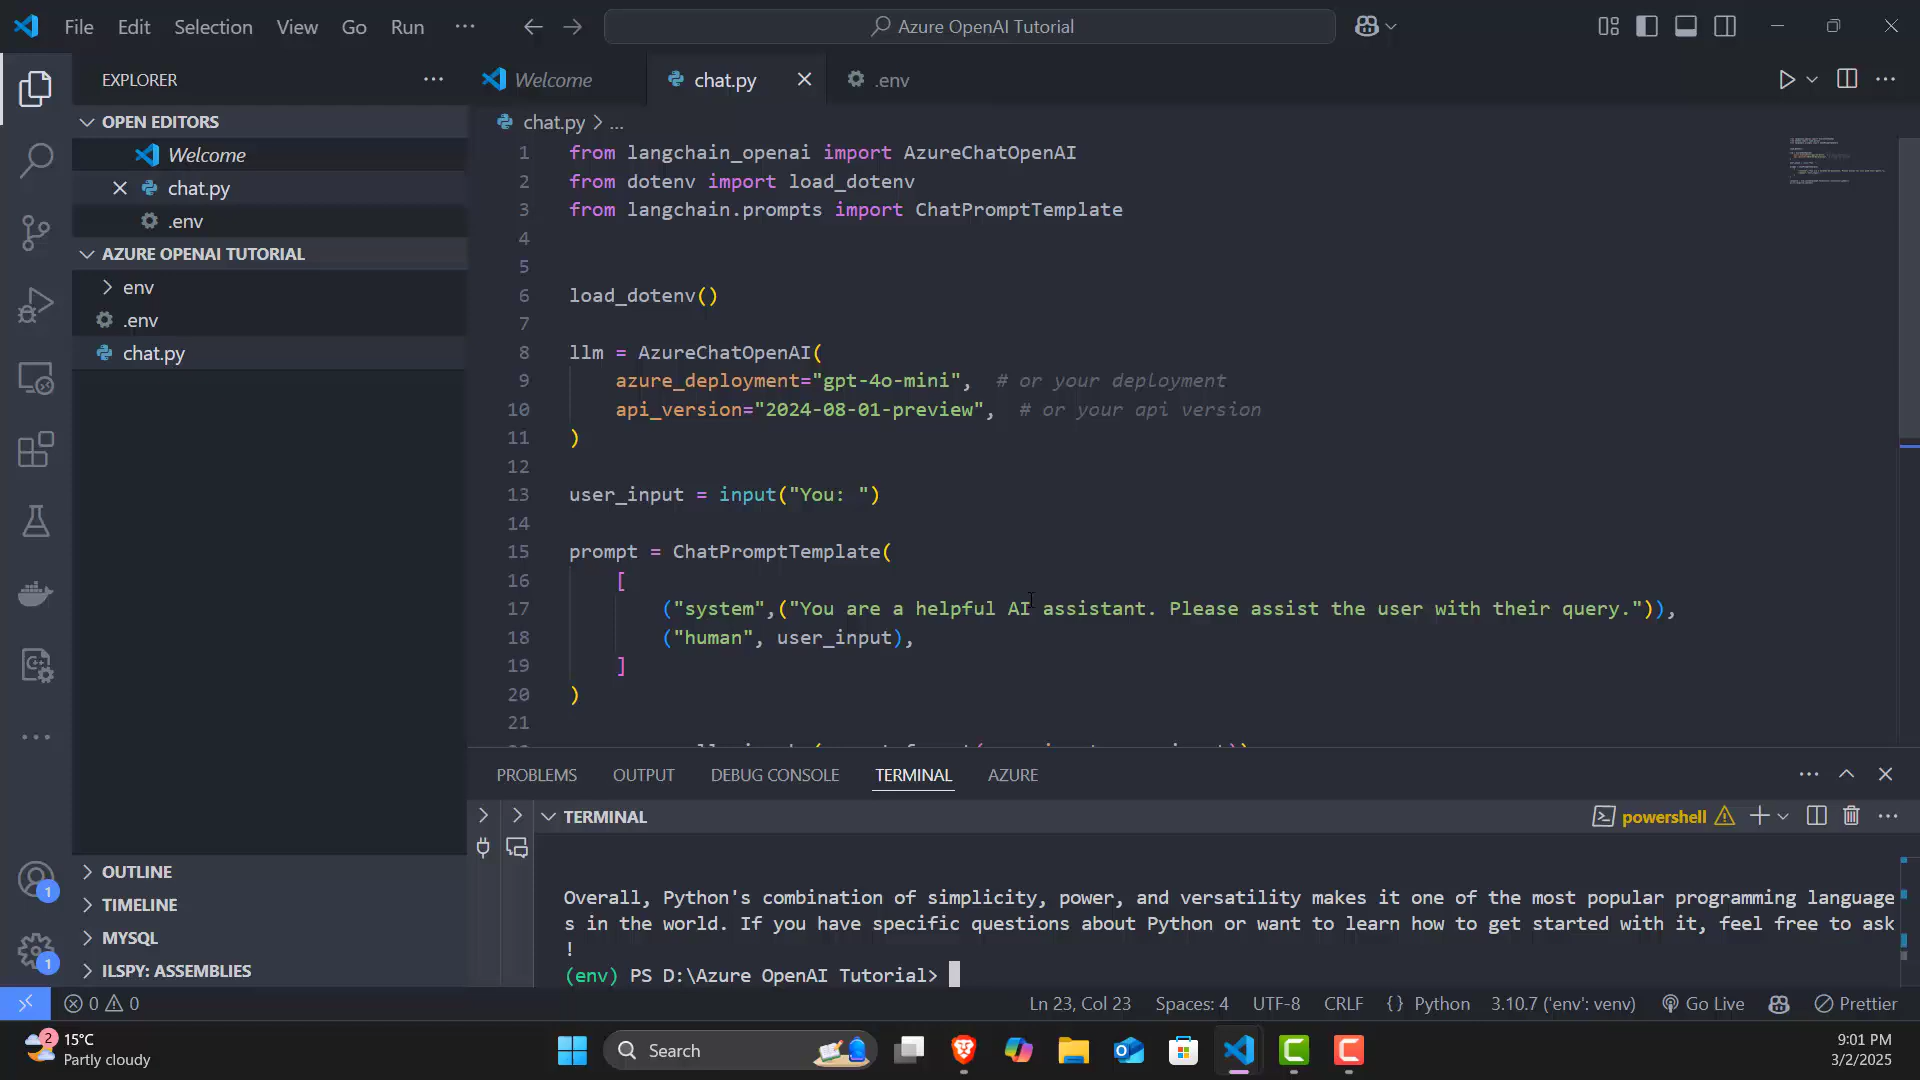 File Edit Selection View Go Run ··· Azure OpenAI Tutorial
EXPLORER ···
OPEN EDITORS
Welcome
chat.py
.env
AZURE OPENAI TUTORIAL
env
.env
chat.py
OUTLINE
TIMELINE
MYSQL
ILSPY: ASSEMBLIES
Welcome chat.py .env
chat.py > ...
1 from langchain_openai import AzureChatOpenAI
2 from dotenv import load_dotenv
3 from langchain.prompts import ChatPromptTemplate
4
5
6 load_dotenv()
7
8 llm = AzureChatOpenAI(
9 azure_deployment="gpt-4o-mini", # or your deployment
10 api_version="2024-08-01-preview", # or your api version
11 )
12
13 user_input = input("You: ")
14
15 prompt = ChatPromptTemplate(
16 [
17 ("system",("You are a helpful AI assistant. Please assist the user with their query.")),
18 ("human", user_input),
19 ]
20 )
21
PROBLEMS OUTPUT DEBUG CONSOLE TERMINAL AZURE
TERMINAL powershell
Overall, Python's combination of simplicity, power, and versatility makes it one of the most popular programming language
s in the world. If you have specific questions about Python or want to learn how to get started with it, feel free to ask
!
(env) PS D:\Azure OpenAI Tutorial>
1
1
0 0 Ln 23, Col 23 Spaces: 4 UTF-8 CRLF { } Python 3.10.7 ('env': venv) Go Live Prettier
2
15°C
Partly cloudy
Search
9:01 PM
3/2/2025